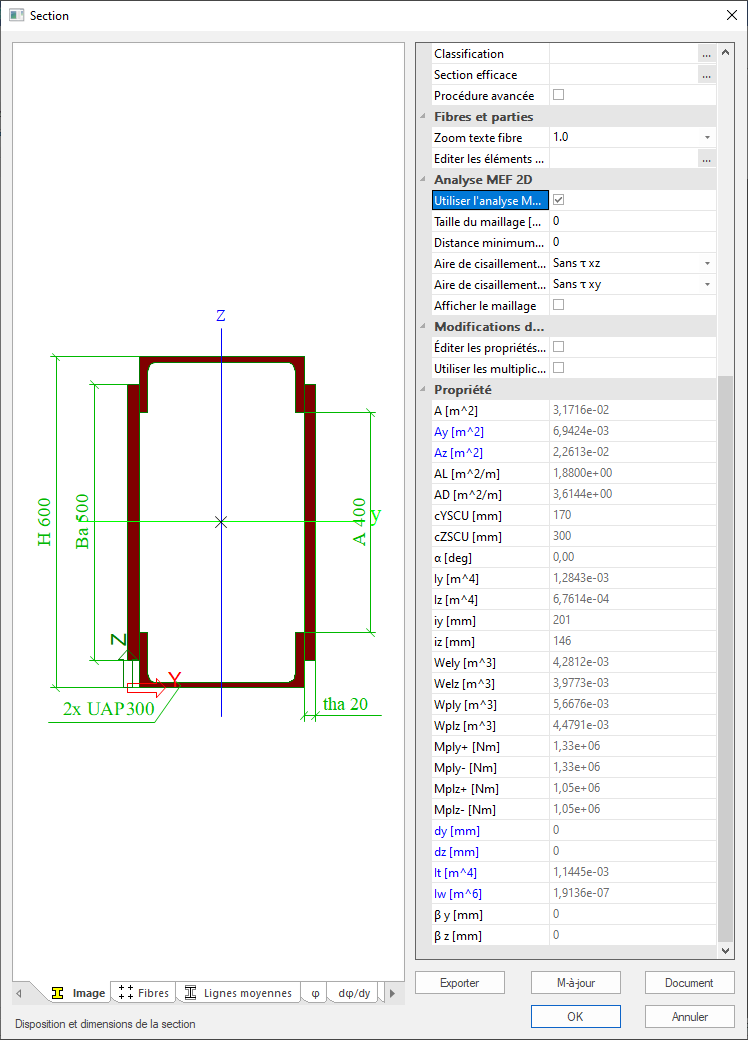 Section
Z
H 600
Ba 500
A 400
y
Z
Y
2x UAP300
tha 20
Image
Fibres
Lignes moyennes
φ
dφ/dy
Disposition et dimensions de la section
Classification ...
Section efficace ...
Procédure avancée
Fibres et parties
Zoom texte fibre 1.0
Editer les éléments ... ...
Analyse MEF 2D
Utiliser l'analyse M...
Taille du maillage [... 0
Distance minimum... 0
Aire de cisaillement... Sans τ xz
Aire de cisaillement... Sans τ xy
Afficher le maillage
Modifications d...
Éditer les propriétés...
Utiliser les multiplic...
Propriété
A [m^2] 3,1716e-02
Ay [m^2] 6,9424e-03
Az [m^2] 2,2613e-02
AL [m^2/m] 1,8800e+00
AD [m^2/m] 3,6144e+00
cYSCU [mm] 170
cZSCU [mm] 300
α [deg] 0,00
Iy [m^4] 1,2843e-03
Iz [m^4] 6,7614e-04
iy [mm] 201
iz [mm] 146
Wely [m^3] 4,2812e-03
Welz [m^3] 3,9773e-03
Wply [m^3] 5,6676e-03
Wplz [m^3] 4,4791e-03
Mply+ [Nm] 1,33e+06
Mply- [Nm] 1,33e+06
Mplz+ [Nm] 1,05e+06
Mplz- [Nm] 1,05e+06
dy [mm] 0
dz [mm] 0
It [m^4] 1,1445e-03
Iw [m^6] 1,9136e-07
β y [mm] 0
β z [mm] 0
Exporter
M-à-jour
Document
OK
Annuler